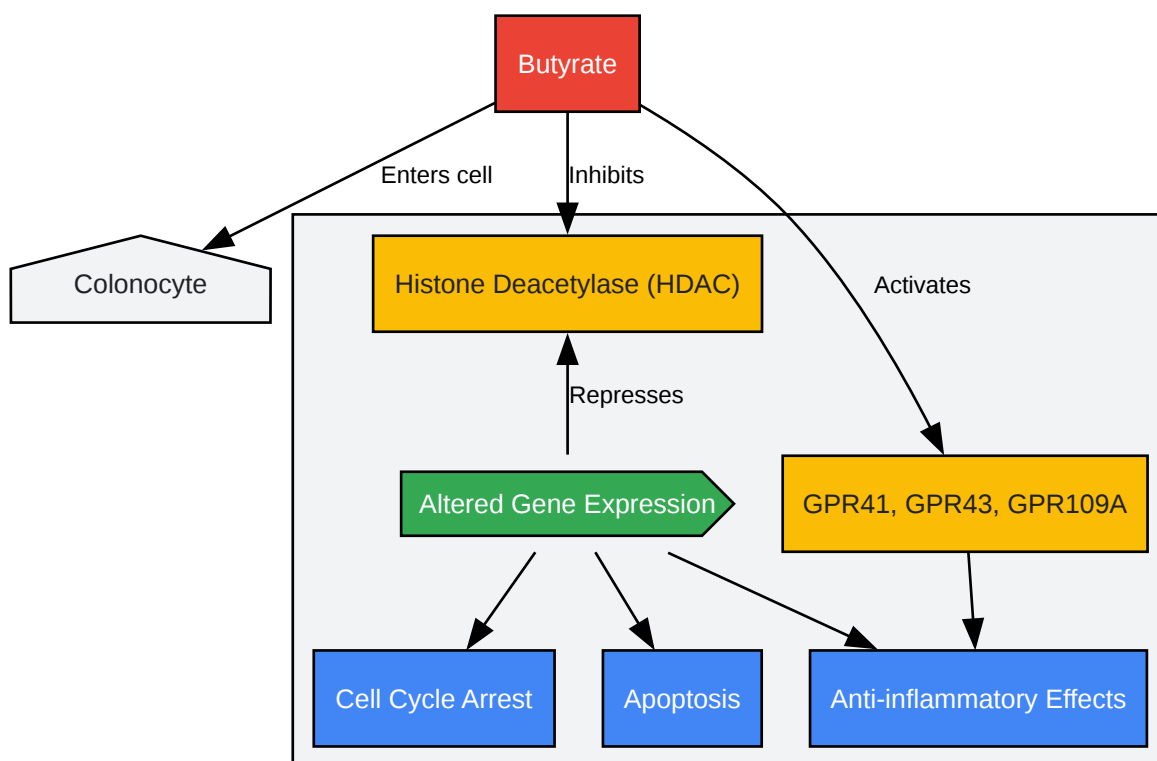 Butyrate
Enters cell
Inhibits
Colonocyte
Histone Deacetylase (HDAC)
Activates
Represses
Altered Gene Expression
GPR41, GPR43, GPR109A
Cell Cycle Arrest
Apoptosis
Anti-inflammatory Effects